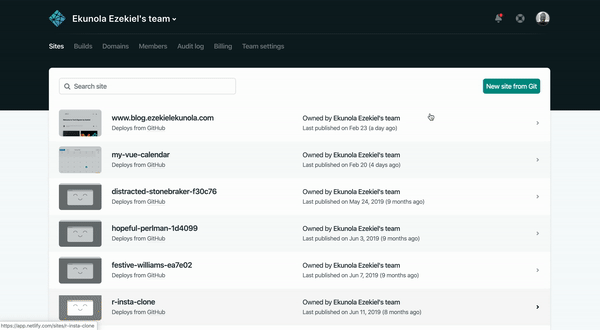 Ekunola Ezekiel's team
Sites Builds Domains Members Audit log Billing Team settings
Search site
New site from Git
www.blog.ezekielekunola.com
Deploys from GitHub
Owned by Ekunola Ezekiel's team
Last published on Feb 23 (a day ago)
my-vue-calendar
Deploys from GitHub
Owned by Ekunola Ezekiel's team
Last published on Feb 20 (4 days ago)
distracted-stonebraker-f30c76
Deploys from GitHub
Owned by Ekunola Ezekiel's team
Last published on May 24, 2019 (9 months ago)
hopeful-perlman-1d4099
Deploys from GitHub
Owned by Ekunola Ezekiel's team
Last published on Jun 3, 2019 (9 months ago)
festive-williams-ea7e02
Deploys from GitHub
Owned by Ekunola Ezekiel's team
Last published on Jun 7, 2019 (9 months ago)
r-insta-clone
Deploys from GitHub
Owned by Ekunola Ezekiel's team
Last published on Jun 11, 2019 (8 months ago)
https://app.netlify.com/sites/r-insta-clone